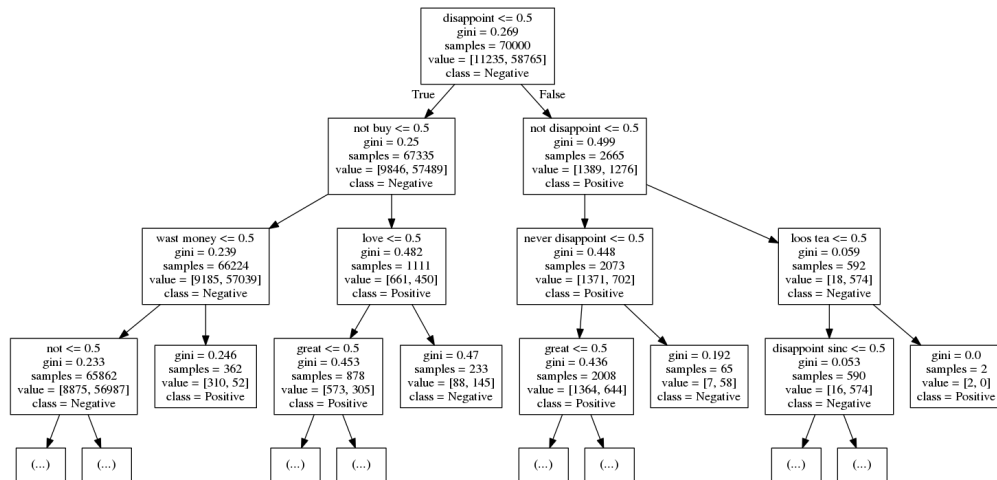 disappoint <= 0.5
gini = 0.269
samples = 70000
value = [11235, 58765]
class = Negative
True
False
not buy <= 0.5
gini = 0.25
samples = 67335
value = [9846, 57489]
class = Negative
not disappoint <= 0.5
gini = 0.499
samples = 2665
value = [1389, 1276]
class = Positive
wast money <= 0.5
gini = 0.239
samples = 66224
value = [9185, 57039]
class = Negative
love <= 0.5
gini = 0.482
samples = 1111
value = [661, 450]
class = Positive
never disappoint <= 0.5
gini = 0.448
samples = 2073
value = [1371, 702]
class = Positive
loos tea <= 0.5
gini = 0.059
samples = 592
value = [18, 574]
class = Negative
not <= 0.5
gini = 0.233
samples = 65862
value = [8875, 56987]
class = Negative
gini = 0.246
samples = 362
value = [310, 52]
class = Positive
great <= 0.5
gini = 0.453
samples = 878
value = [573, 305]
class = Positive
gini = 0.47
samples = 233
value = [88, 145]
class = Negative
great <= 0.5
gini = 0.436
samples = 2008
value = [1364, 644]
class = Positive
gini = 0.192
samples = 65
value = [7, 58]
class = Negative
disappoint sinc <= 0.5
gini = 0.053
samples = 590
value = [16, 574]
class = Negative
gini = 0.0
samples = 2
value = [2, 0]
class = Positive
(...)
(...)
(...)
(...)
(...)
(...)
(...)
(...)